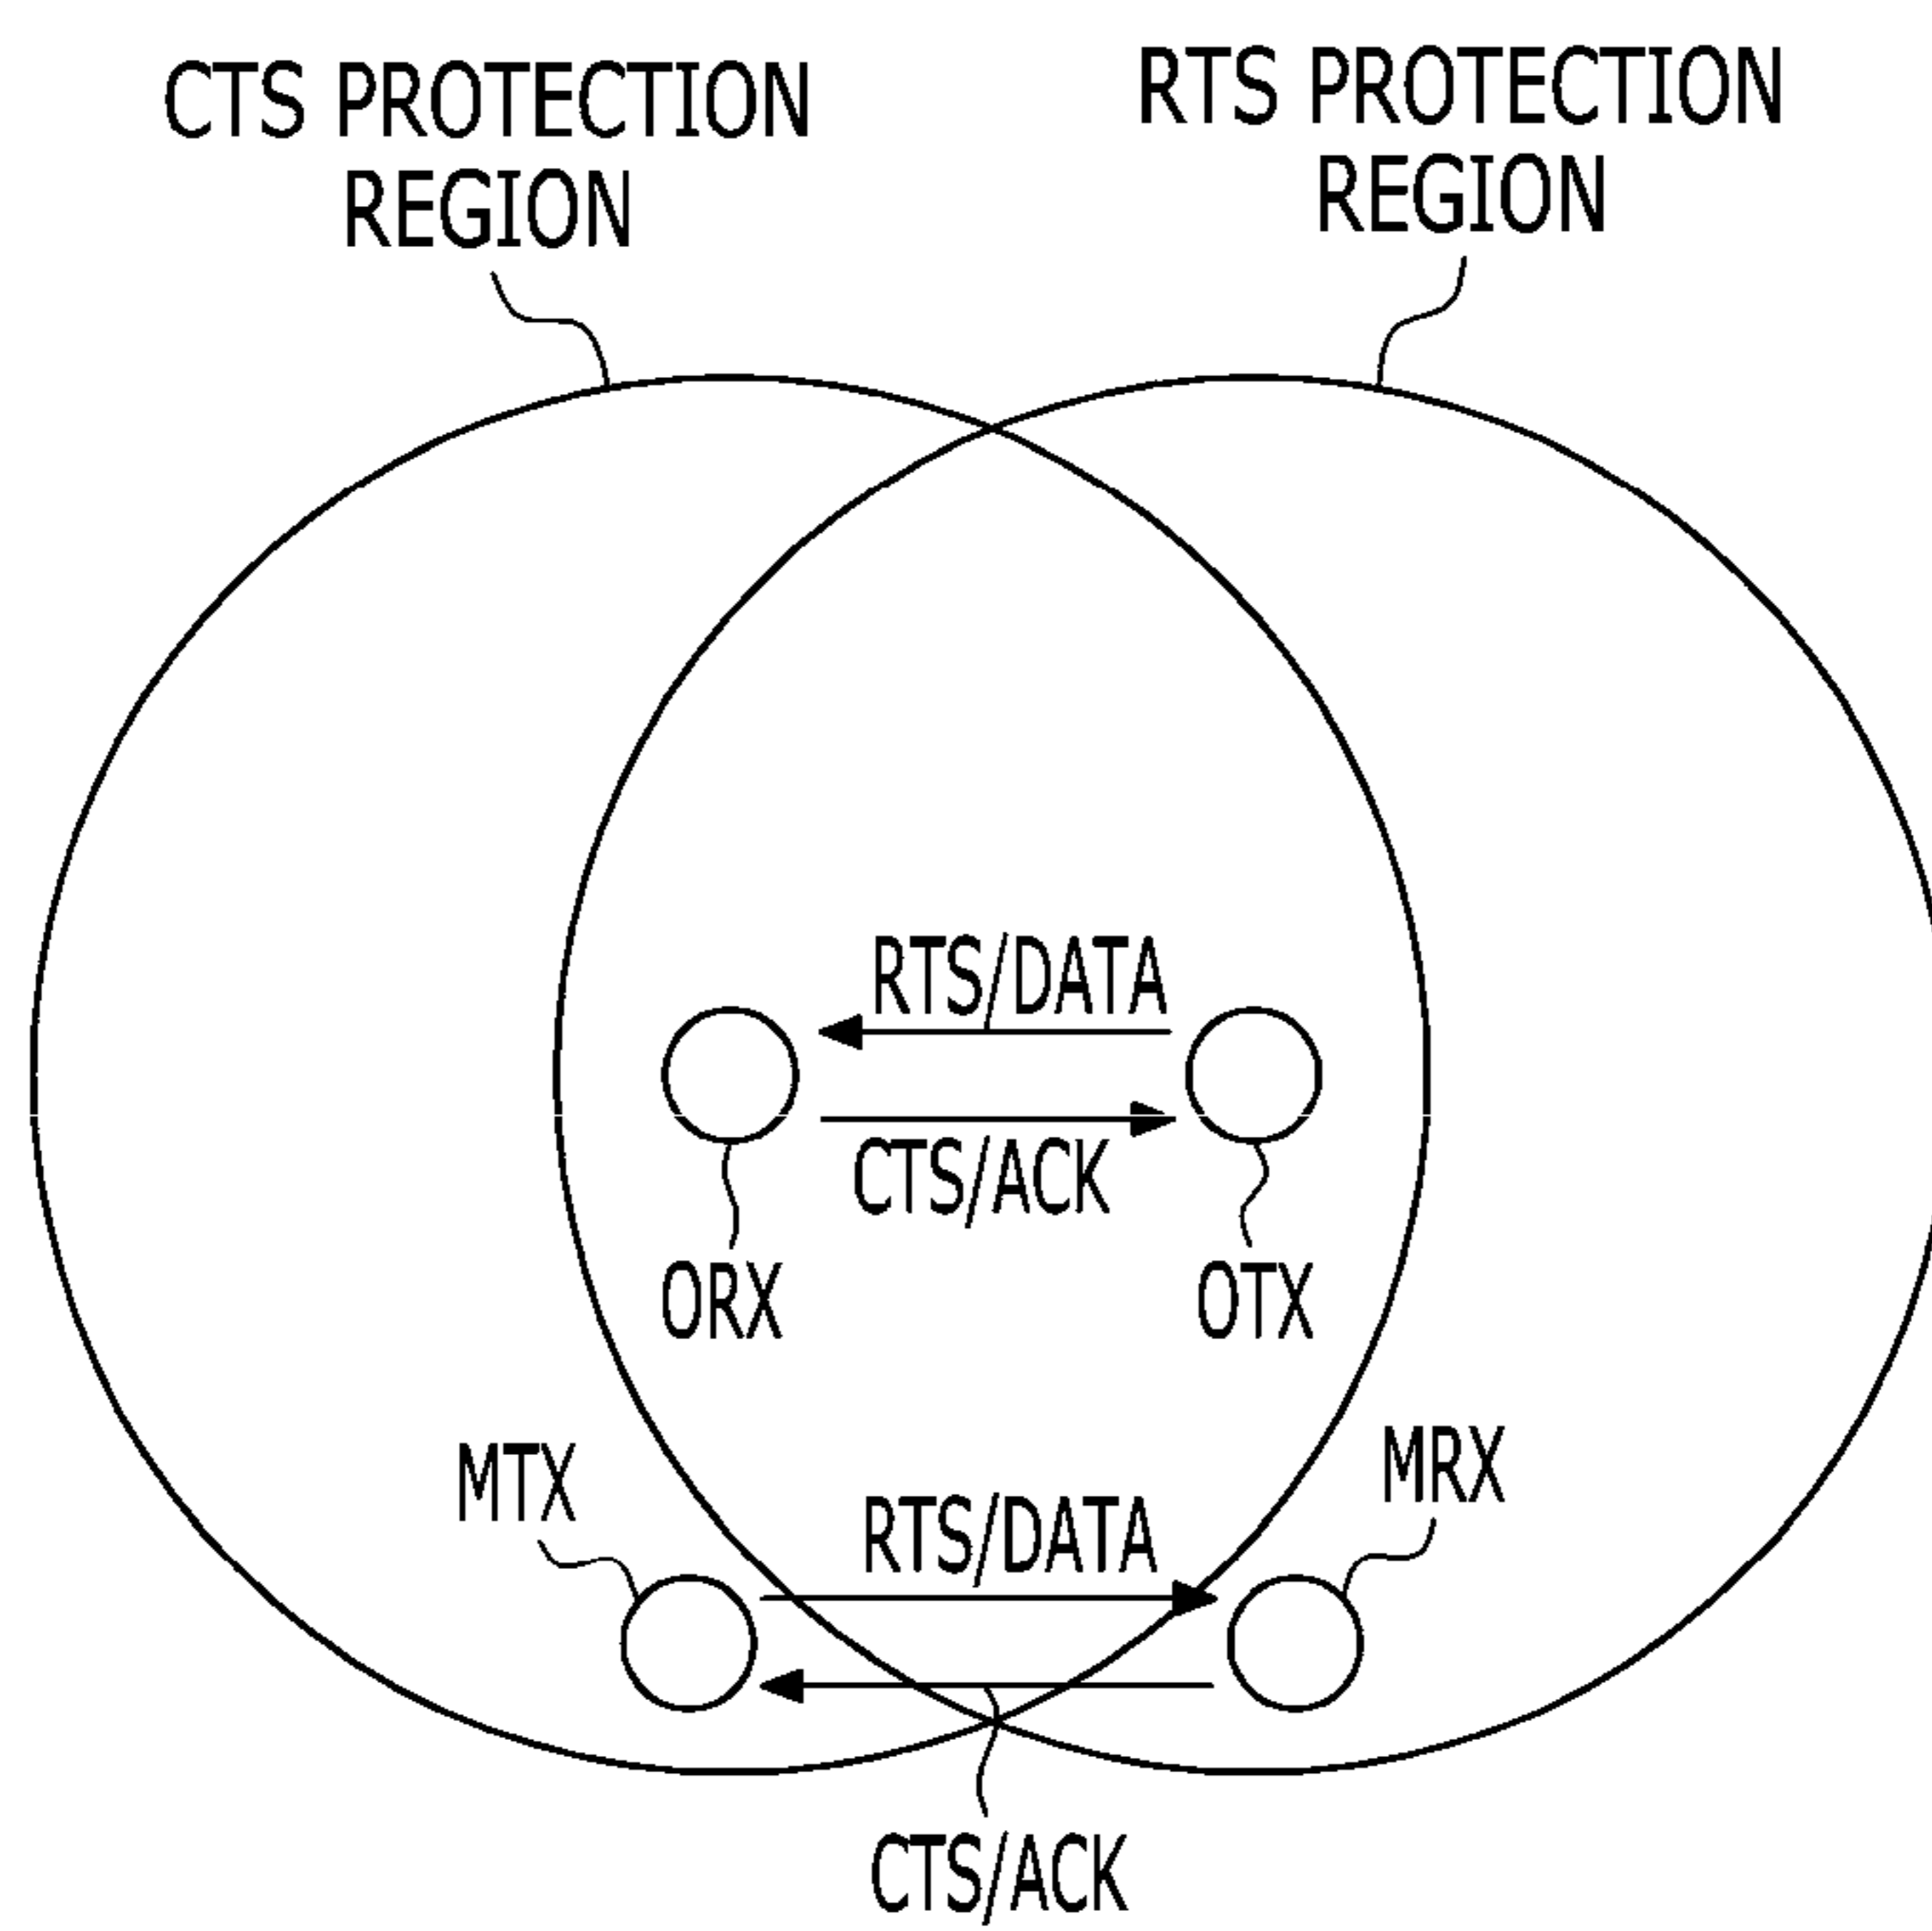 CTS PROTECTION
REGION
RTS PROTECTION
REGION
RTS/DATA
CTS/ACK
ORX
OTX
MTX
MRX
RTS/DATA
CTS/ACK